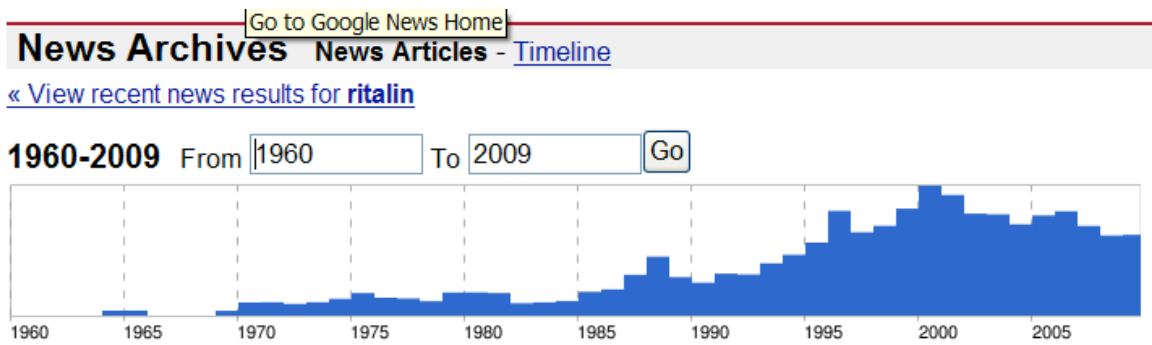 Go to Google News Home
News Archives News Articles - Timeline
« View recent news results for ritalin
1960-2009 From 1960 To 2009 Go
1960 1965 1970 1975 1980 1985 1990 1995 2000 2005